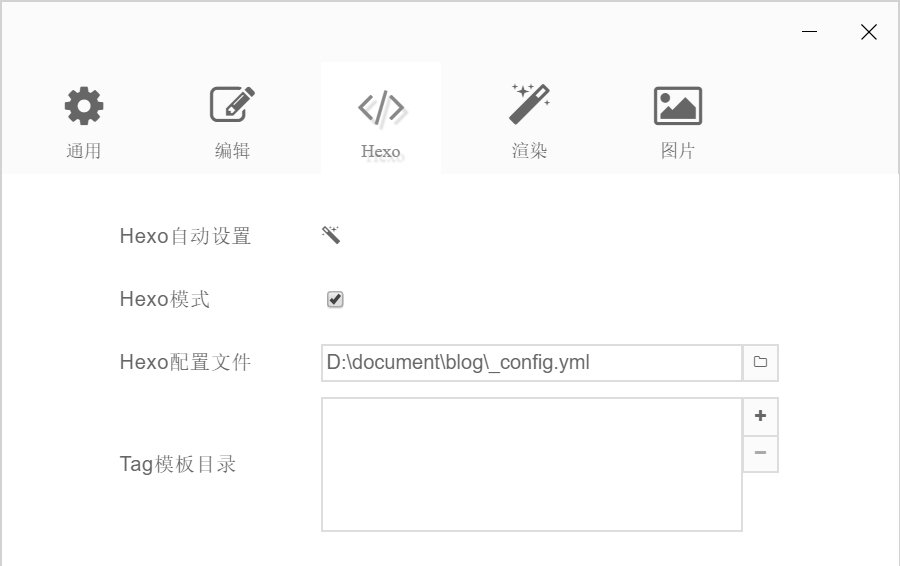 通用
编辑
Hexo
渲染
图片
Hexo自动设置
Hexo模式
Hexo配置文件
D:\document\blog\_config.yml
Tag模板目录